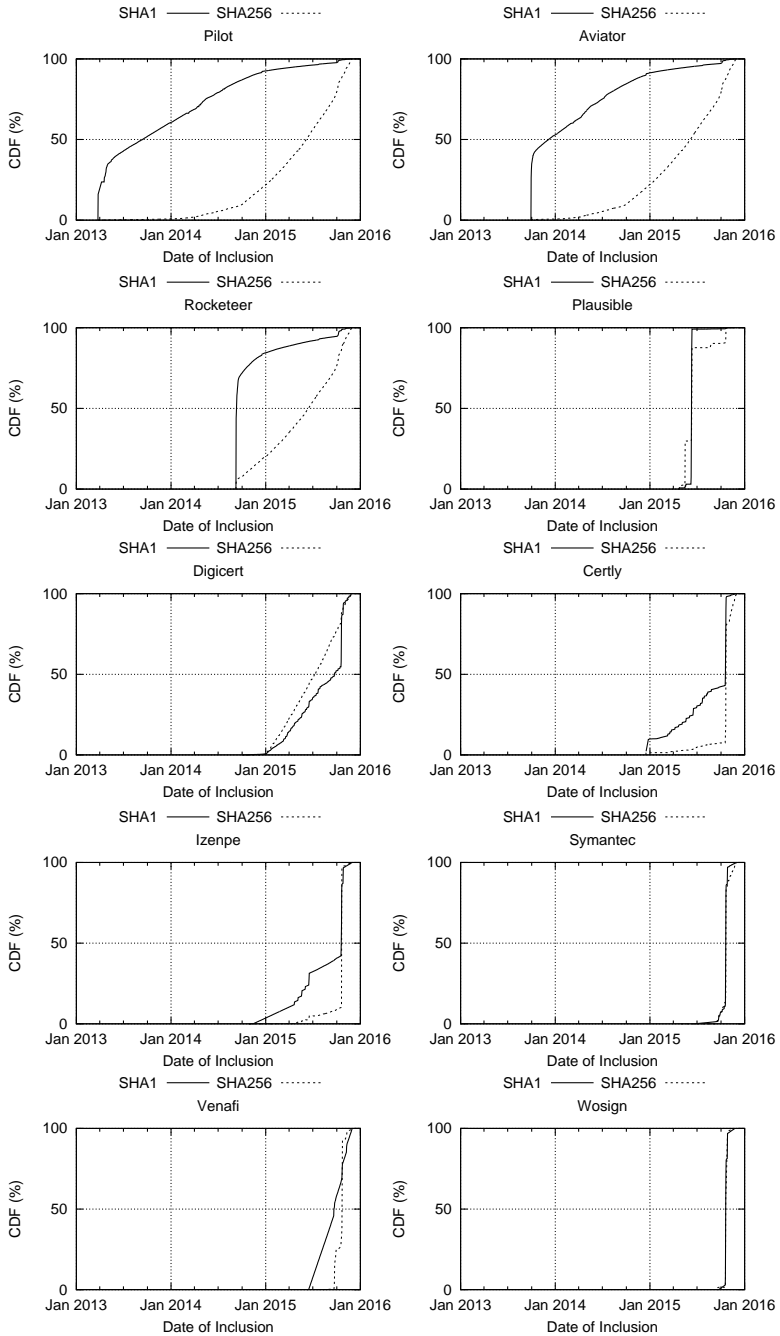 SHA1 SHA256
Pilot
CDF (%)
100
50
0
Jan 2013 Jan 2014 Jan 2015 Jan 2016
Date of Inclusion
SHA1 SHA256
Aviator
CDF (%)
100
50
0
Jan 2013 Jan 2014 Jan 2015 Jan 2016
Date of Inclusion
SHA1 SHA256
Rocketeer
CDF (%)
100
50
0
Jan 2013 Jan 2014 Jan 2015 Jan 2016
Date of Inclusion
SHA1 SHA256
Plausible
CDF (%)
100
50
0
Jan 2013 Jan 2014 Jan 2015 Jan 2016
Date of Inclusion
SHA1 SHA256
Digicert
CDF (%)
100
50
0
Jan 2013 Jan 2014 Jan 2015 Jan 2016
Date of Inclusion
SHA1 SHA256
Certly
CDF (%)
100
50
0
Jan 2013 Jan 2014 Jan 2015 Jan 2016
Date of Inclusion
SHA1 SHA256
Izenpe
CDF (%)
100
50
0
Jan 2013 Jan 2014 Jan 2015 Jan 2016
Date of Inclusion
SHA1 SHA256
Symantec
CDF (%)
100
50
0
Jan 2013 Jan 2014 Jan 2015 Jan 2016
Date of Inclusion
SHA1 SHA256
Venafi
CDF (%)
100
50
0
Jan 2013 Jan 2014 Jan 2015 Jan 2016
Date of Inclusion
SHA1 SHA256
Wosign
CDF (%)
100
50
0
Jan 2013 Jan 2014 Jan 2015 Jan 2016
Date of Inclusion